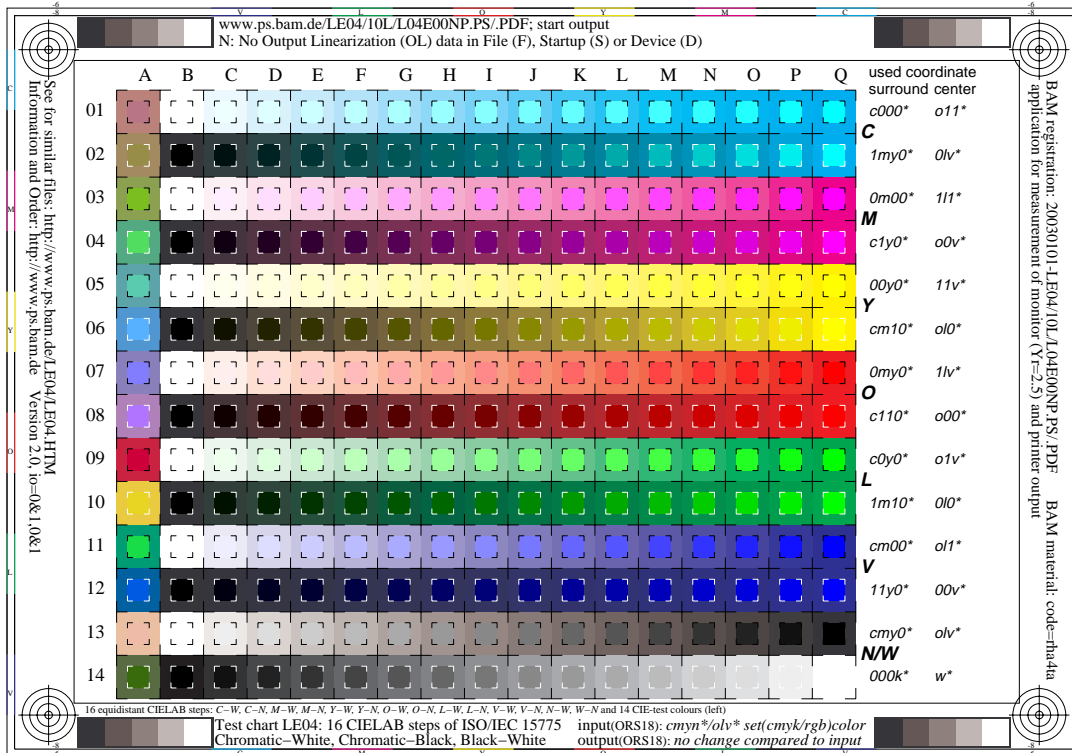 V L O Y M C
-6 -6
-8 -8
www.ps.bam.de/LE04/10L/L04E00NP.PS/.PDF; start output
N: No Output Linearization (OL) data in File (F), Startup (S) or Device (D)
See for similar files: http://www.ps.bam.de/LE04/LE04.HTM
Information and Order: http://www.ps.bam.de Version 2.0, io=0&1,0&1
A B C D E F G H I J K L M N O P Q
used coordinate
surround center
01 c000* o11*
C
02 1my0* 0lv*
03 0m00* 1l1*
M
04 c1y0* o0v*
05 00y0* 11v*
Y
06 cm10* ol0*
07 0my0* 1lv*
O
08 c110* o00*
09 c0y0* o1v*
L
10 1m10* 0l0*
11 cm00* ol1*
V
12 11y0* 00v*
13 cmy0* olv*
N/W
14 000k* w*
BAM registration: 20030101-LE04/10L/L04E00NP.PS/.PDF BAM material: code=rha4ta
application for measurement of monitor (Yr=2.5) and printer output
C
M
Y
O
L
V
16 equidistant CIELAB steps: C−W, C−N, M−W, M−N, Y−W, Y−N, O−W, O−N, L−W, L−N, V−W, V−N, N−W, W−N and 14 CIE-test colours (left)
Test chart LE04: 16 CIELAB steps of ISO/IEC 15775 input(ORS18): cmyn*/olv* set(cmyk/rgb)color
Chromatic−White, Chromatic−Black, Black−White output(ORS18): no change compared to input
-6 -6
-8 -8
C M Y O L V